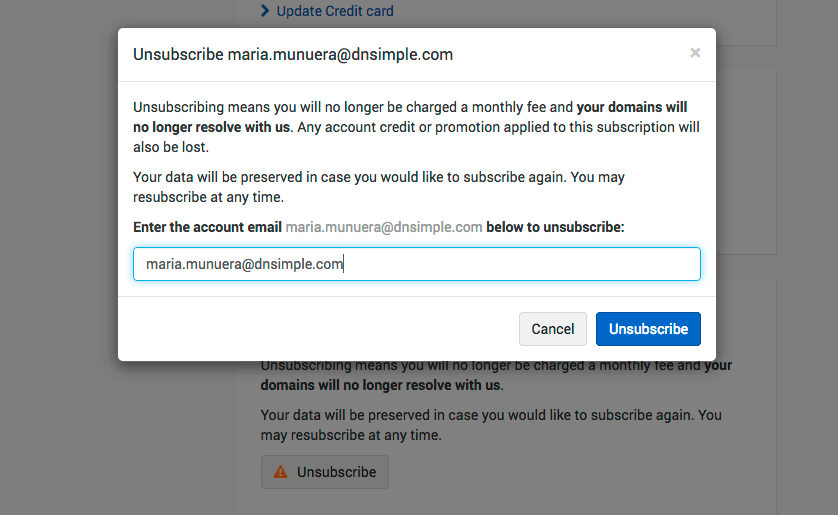 Update Credit card
Unsubscribe maria.munuera@dnsimple.com
×
Unsubscribing means you will no longer be charged a monthly fee and your domains will
no longer resolve with us. Any account credit or promotion applied to this subscription will
also be lost.
Your data will be preserved in case you would like to subscribe again. You may
resubscribe at any time.
Enter the account email maria.munuera@dnsimple.com below to unsubscribe:
maria.munuera@dnsimple.com
Cancel Unsubscribe
Unsubscribing means you will no longer be charged a monthly fee and your
domains will no longer resolve with us.
Your data will be preserved in case you would like to subscribe again. You
may resubscribe at any time.
Unsubscribe